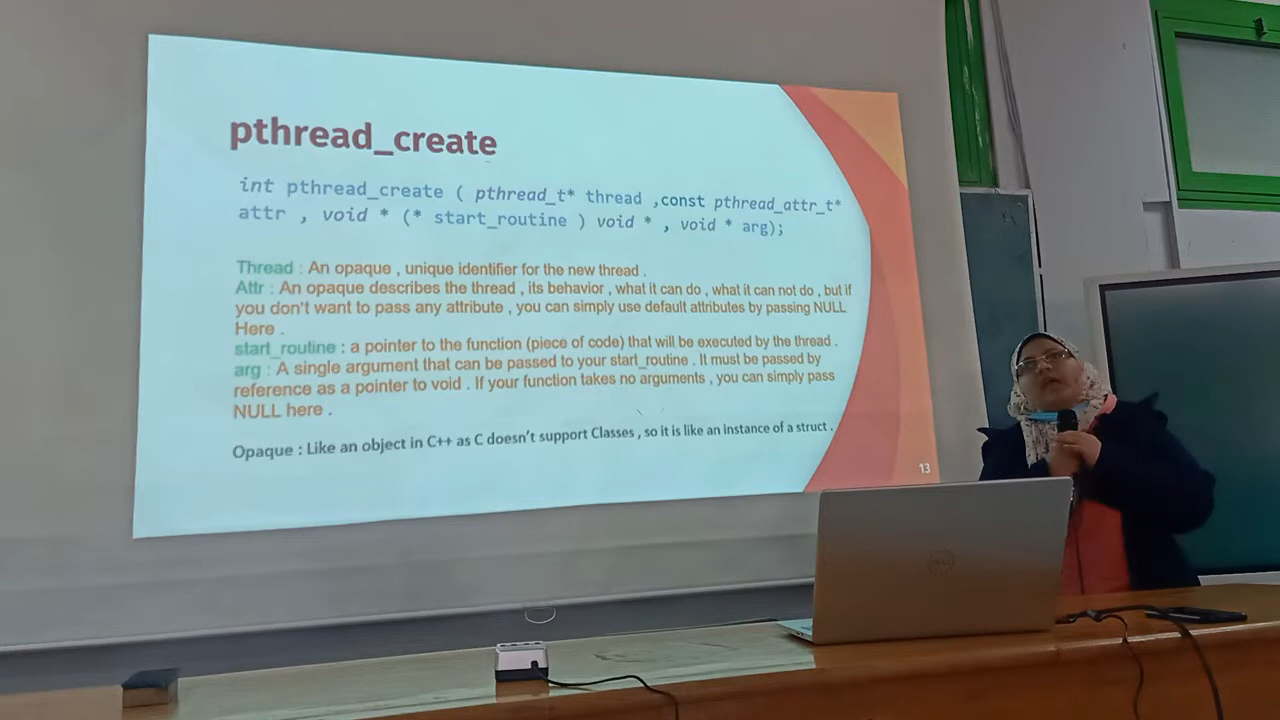 pthread_create
int pthread_create ( pthread_t* thread ,const pthread_attr_t*
attr , void * (* start_routine ) void * , void * arg);
Thread : An opaque , unique identifier for the new thread .
Attr : An opaque describes the thread , its behavior , what it can do , what it can not do , but if
you don't want to pass any attribute , you can simply use default attributes by passing NULL
Here .
start_routine : a pointer to the function (piece of code) that will be executed by the thread .
arg : A single argument that can be passed to your start_routine . It must be passed by
reference as a pointer to void . If your function takes no arguments , you can simply pass
NULL here .
Opaque : Like an object in C++ as C doesn't support Classes , so it is like an instance of a struct .
13
DELL